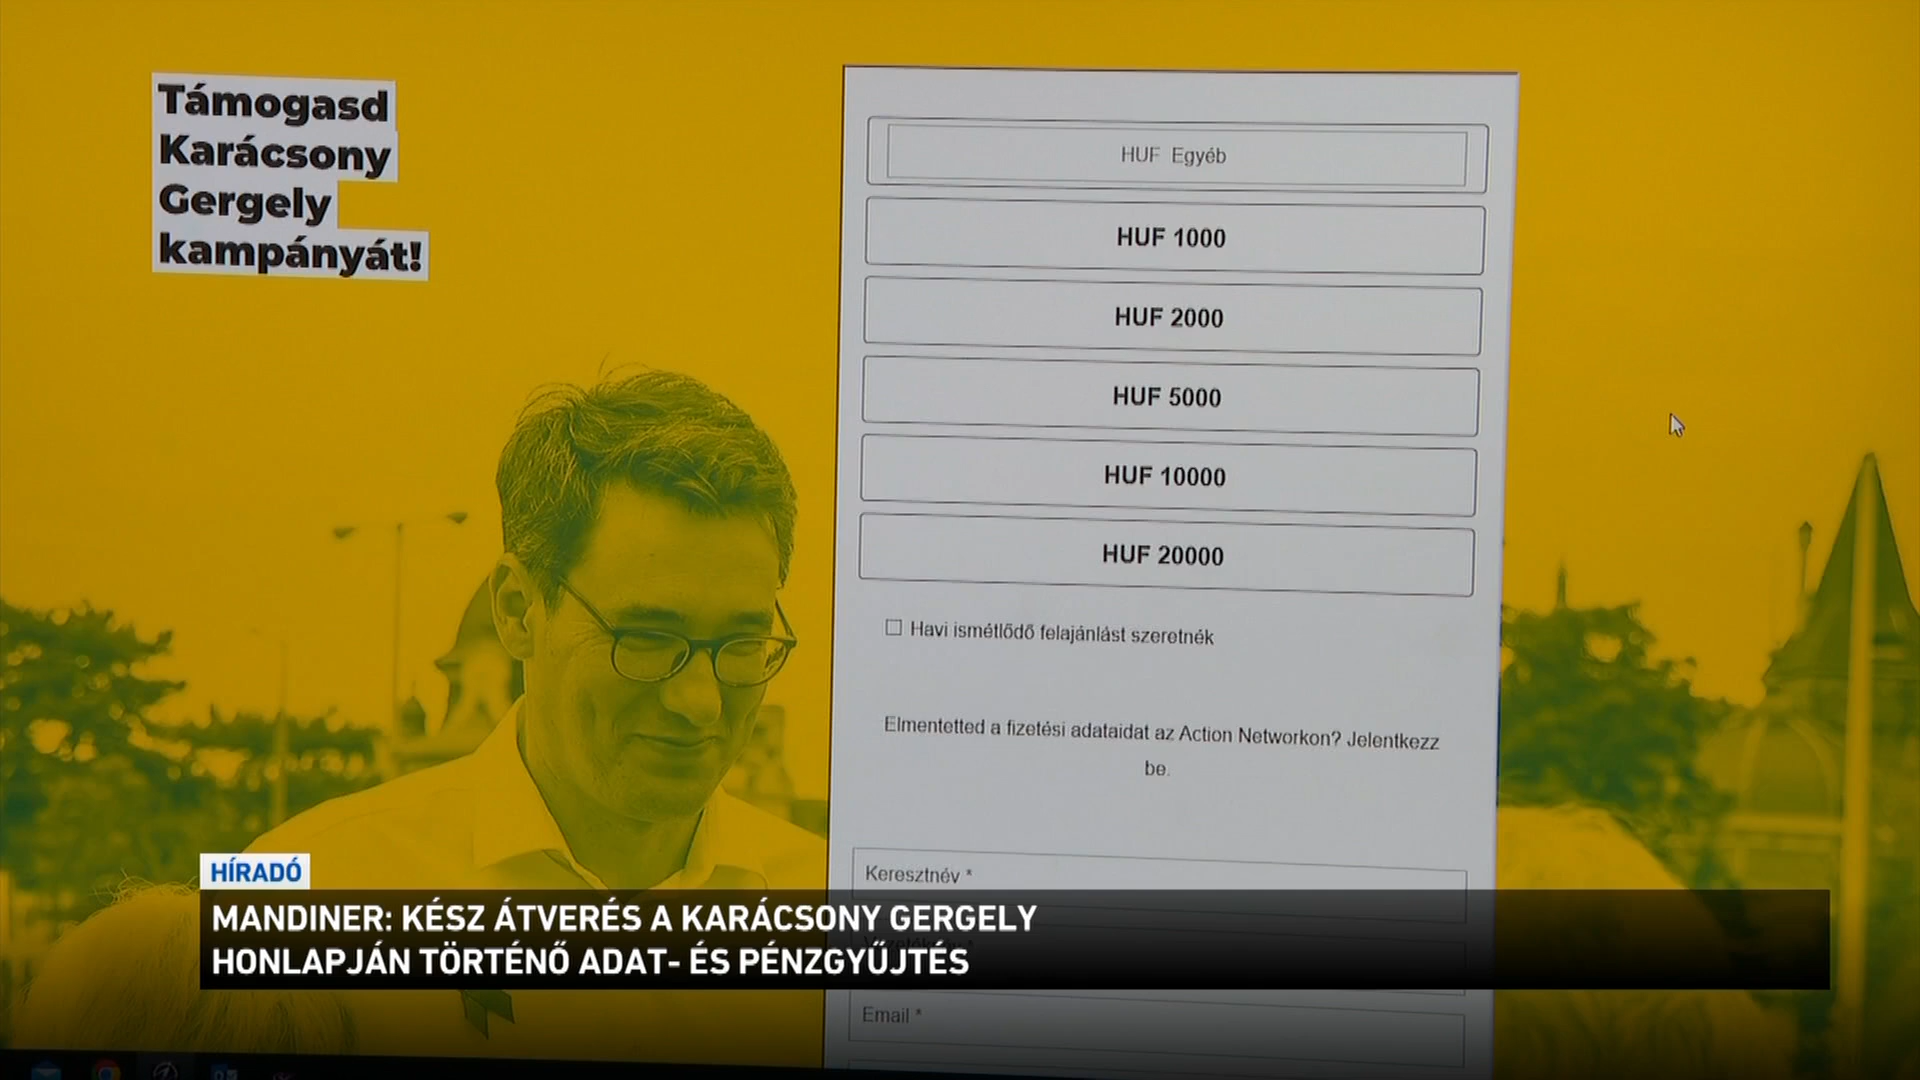 Támogasd
Karácsony
Gergely
kampányát!
HUF Egyéb
HUF 1000
HUF 2000
HUF 5000
HUF 10000
HUF 20000
Havi ismétlődő felajánlást szeretnék
Elmentetted a fizetési adataidat az Action Networkon? Jelentkezz
be.
Keresztnév *
HÍRADÓ
MANDINER: KÉSZ ÁTVERÉS A KARÁCSONY GERGELY
HONLAPJÁN TÖRTÉNŐ ADAT- ÉS PÉNZGYŰJTÉS
Email *